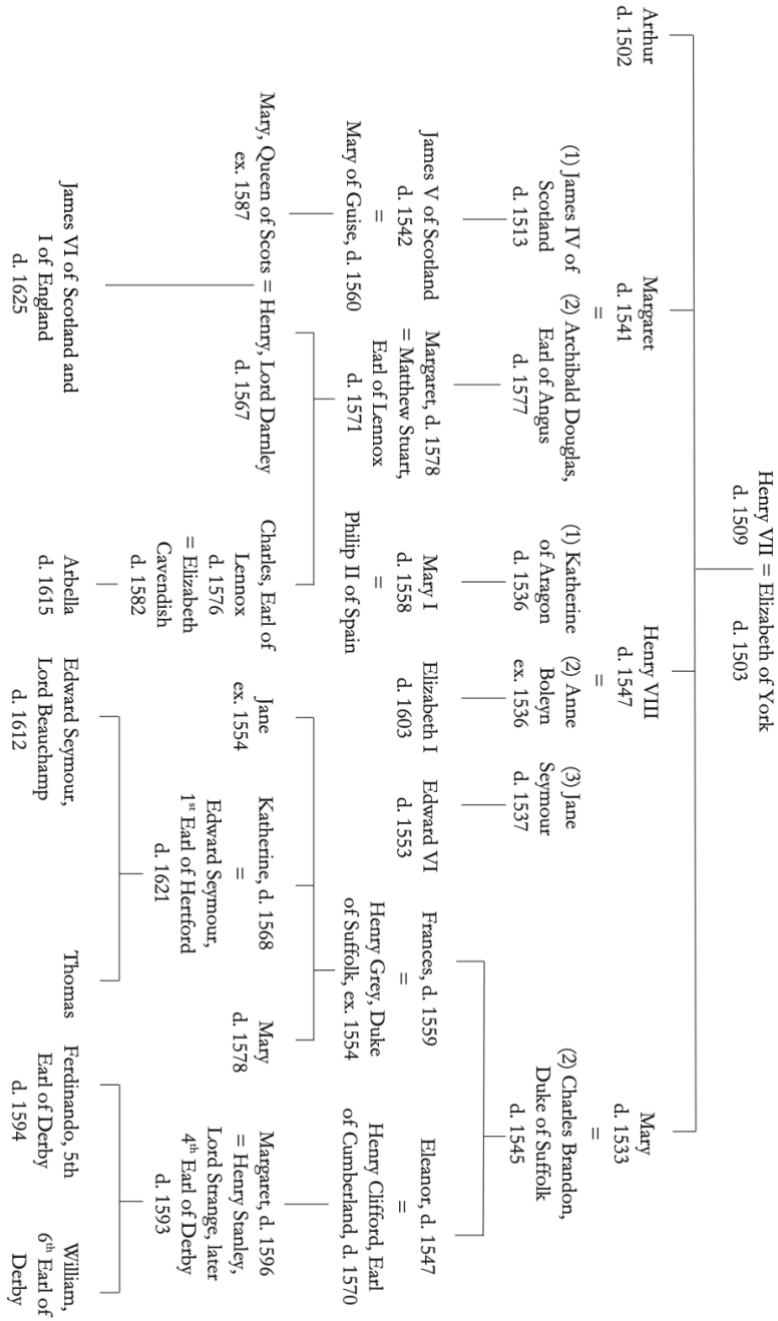 Henry VII = Elizabeth of York
d. 1509 d. 1503
Arthur
d. 1502
Margaret
d. 1541
=
Henry VIII
d. 1547
=
Mary
d. 1533
=
(1) James IV of
Scotland
d. 1513
(2) Archibald Douglas,
Earl of Angus
d. 1577
(1) Katherine
of Aragon
d. 1536
(2) Anne
Boleyn
ex. 1536
(3) Jane
Seymour
d. 1537
(2) Charles Brandon,
Duke of Suffolk
d. 1545
James V of Scotland
d. 1542
=
Mary of Guise, d. 1560
Margaret, d. 1578
= Matthew Stuart,
Earl of Lennox
d. 1571
Mary I
d. 1558
=
Philip II of Spain
Elizabeth I
d. 1603
Edward VI
d. 1553
Frances, d. 1559
=
Henry Grey, Duke
of Suffolk, ex. 1554
Eleanor, d. 1547
=
Henry Clifford, Earl
of Cumberland, d. 1570
Mary, Queen of Scots = Henry, Lord Darnley
ex. 1587 d. 1567
Charles, Earl of
Lennox
d. 1576
= Elizabeth
Cavendish
d. 1582
Jane
ex. 1554
Katherine, d. 1568
=
Edward Seymour,
1st Earl of Hertford
d. 1621
Mary
d. 1578
Margaret, d. 1596
= Henry Stanley,
Lord Strange, later
4th Earl of Derby
d. 1593
James VI of Scotland and
I of England
d. 1625
Arbella
d. 1615
Edward Seymour,
Lord Beauchamp
d. 1612
Thomas
Ferdinando, 5th
Earl of Derby
d. 1594
William,
6th Earl of
Derby